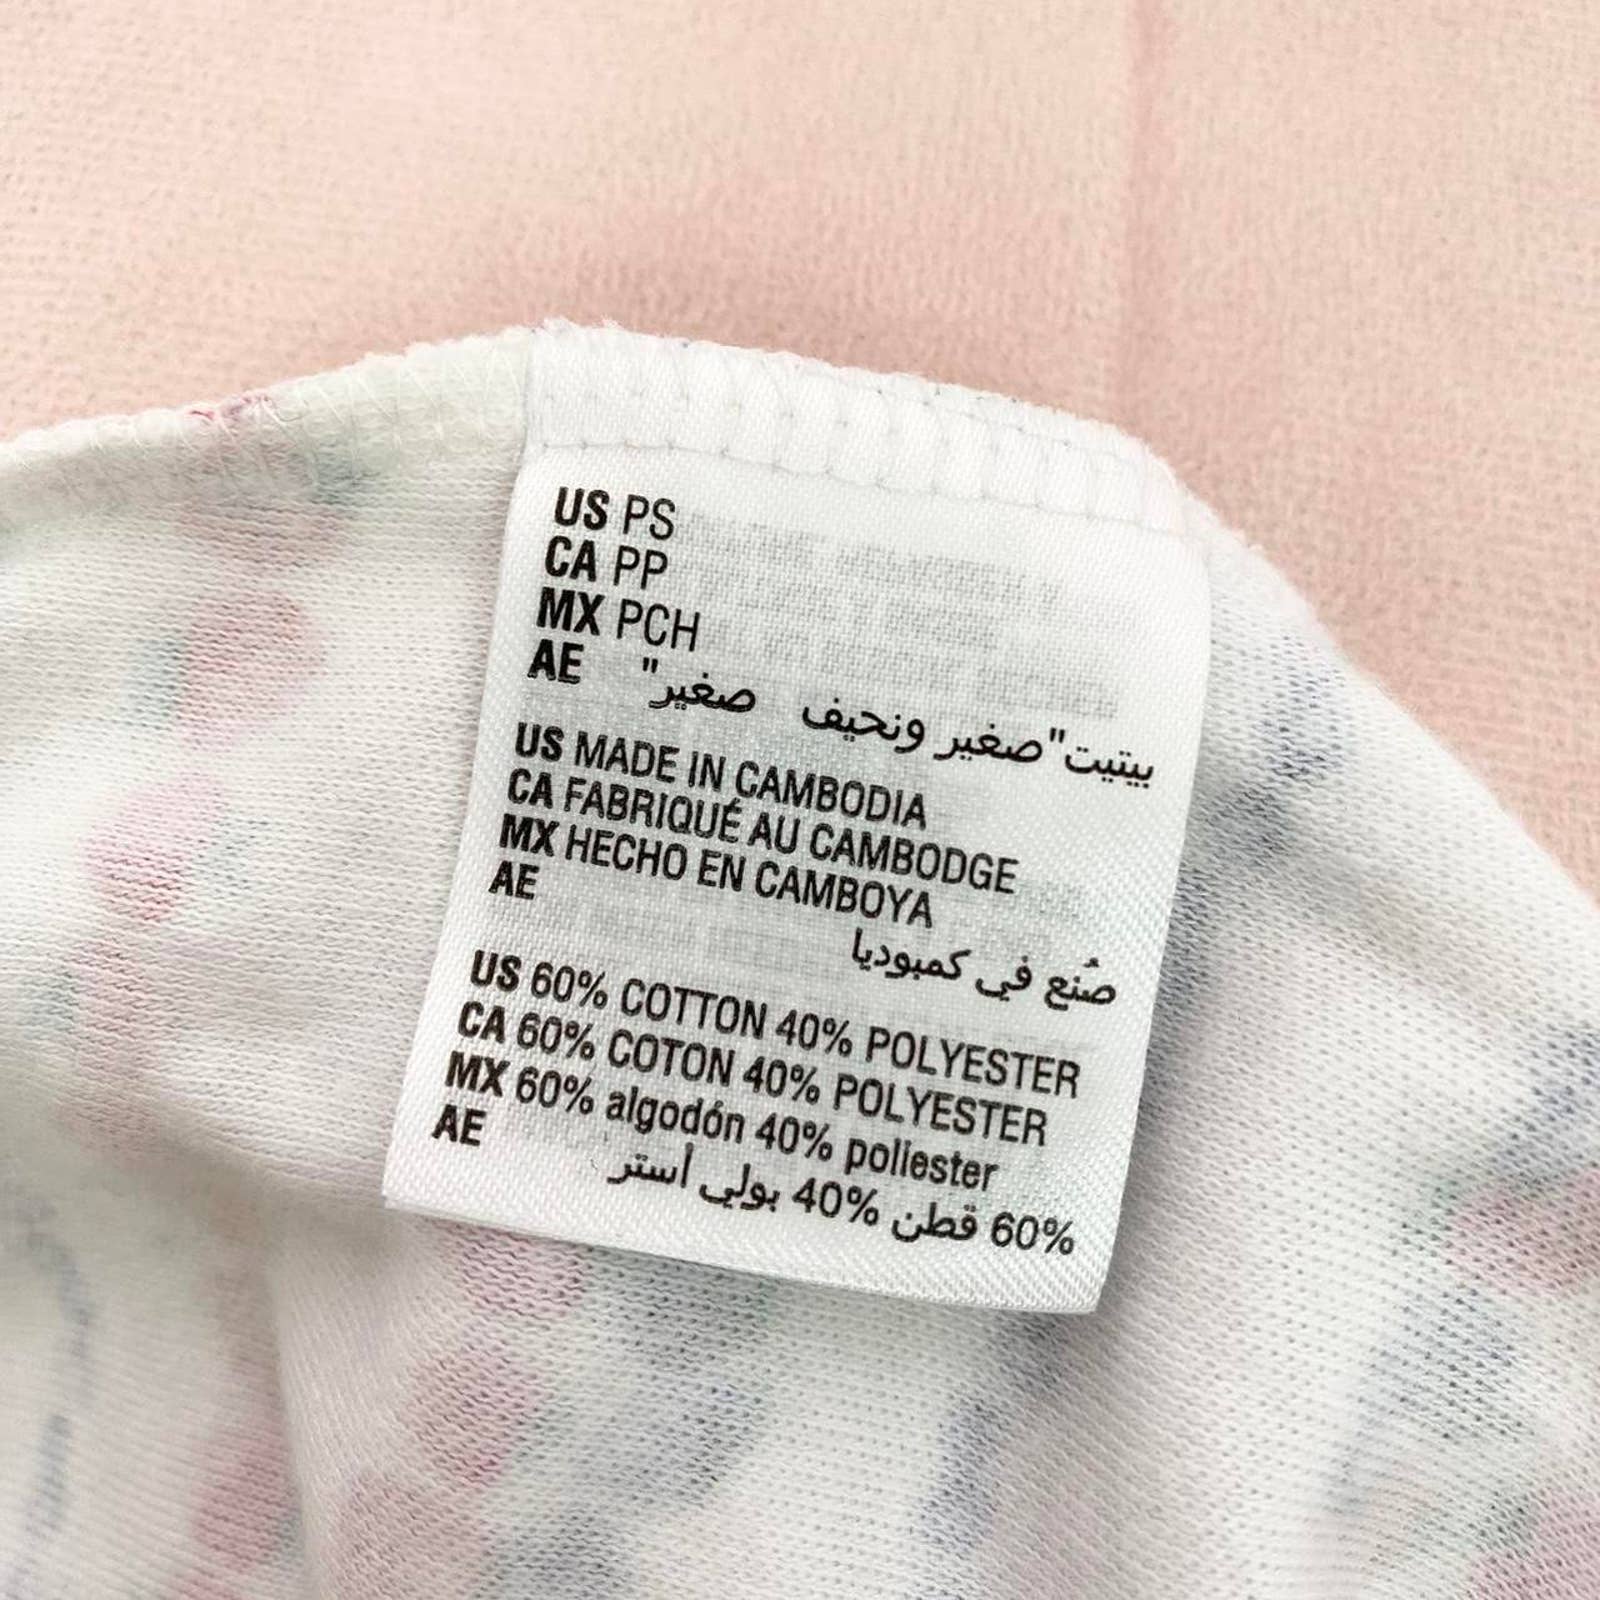 US PS
CA PP
MX PCH
AE بيتيت"صغير ونحيف صغير"
US MADE IN CAMBODIA
CA FABRIQUÉ AU CAMBODGE
MX HECHO EN CAMBOYA
AE
صُنع في كمبوديا
US 60% COTTON 40% POLYESTER
CA 60% COTON 40% POLYESTER
MX 60% algodón 40% poliester
AE
60% قطن 40% بولي أستر